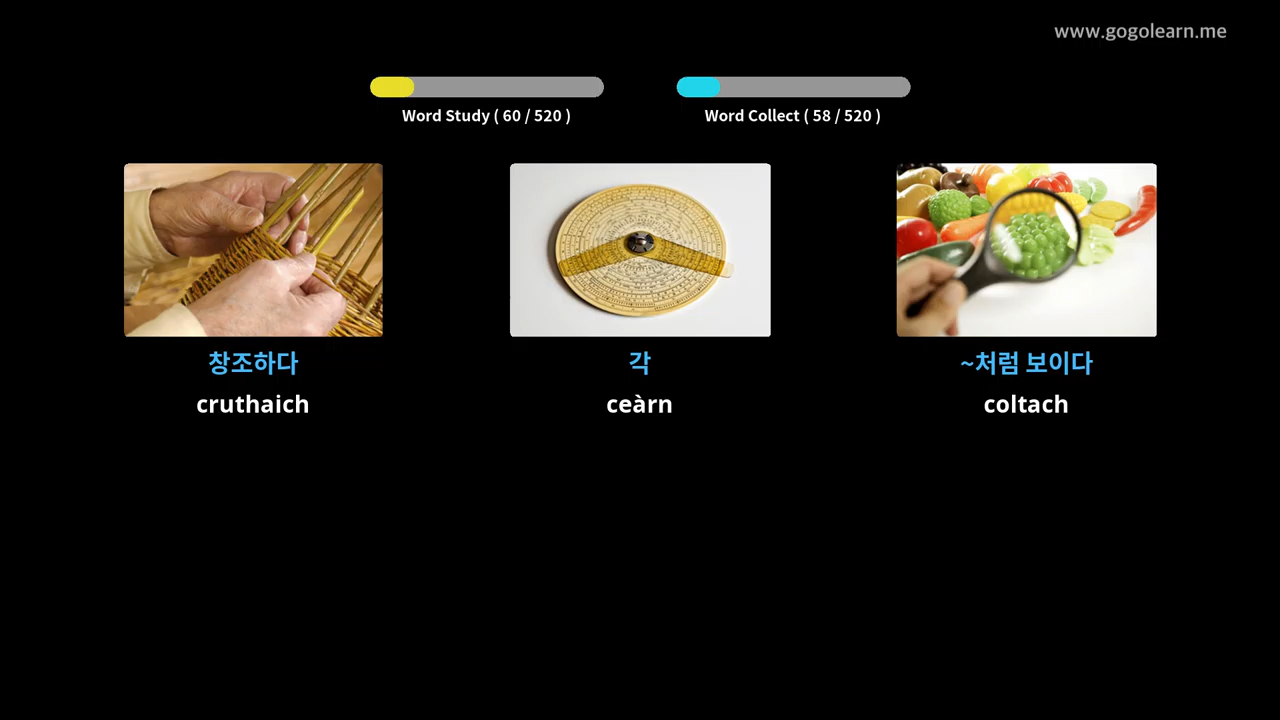 www.gogolearn.me
Word Study ( 60 / 520 )
Word Collect ( 58 / 520 )
창조하다
각
~처럼 보이다
cruthaich
ceàrn
coltach